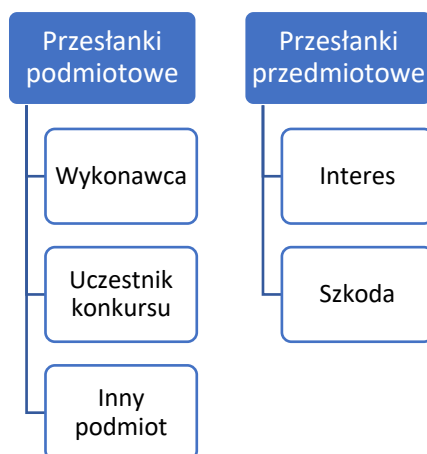 Przesłanki
podmiotowe
Wykonawca
Uczestnik
konkursu
Inny
podmiot
Przesłanki
przedmiotowe
Interes
Szkoda